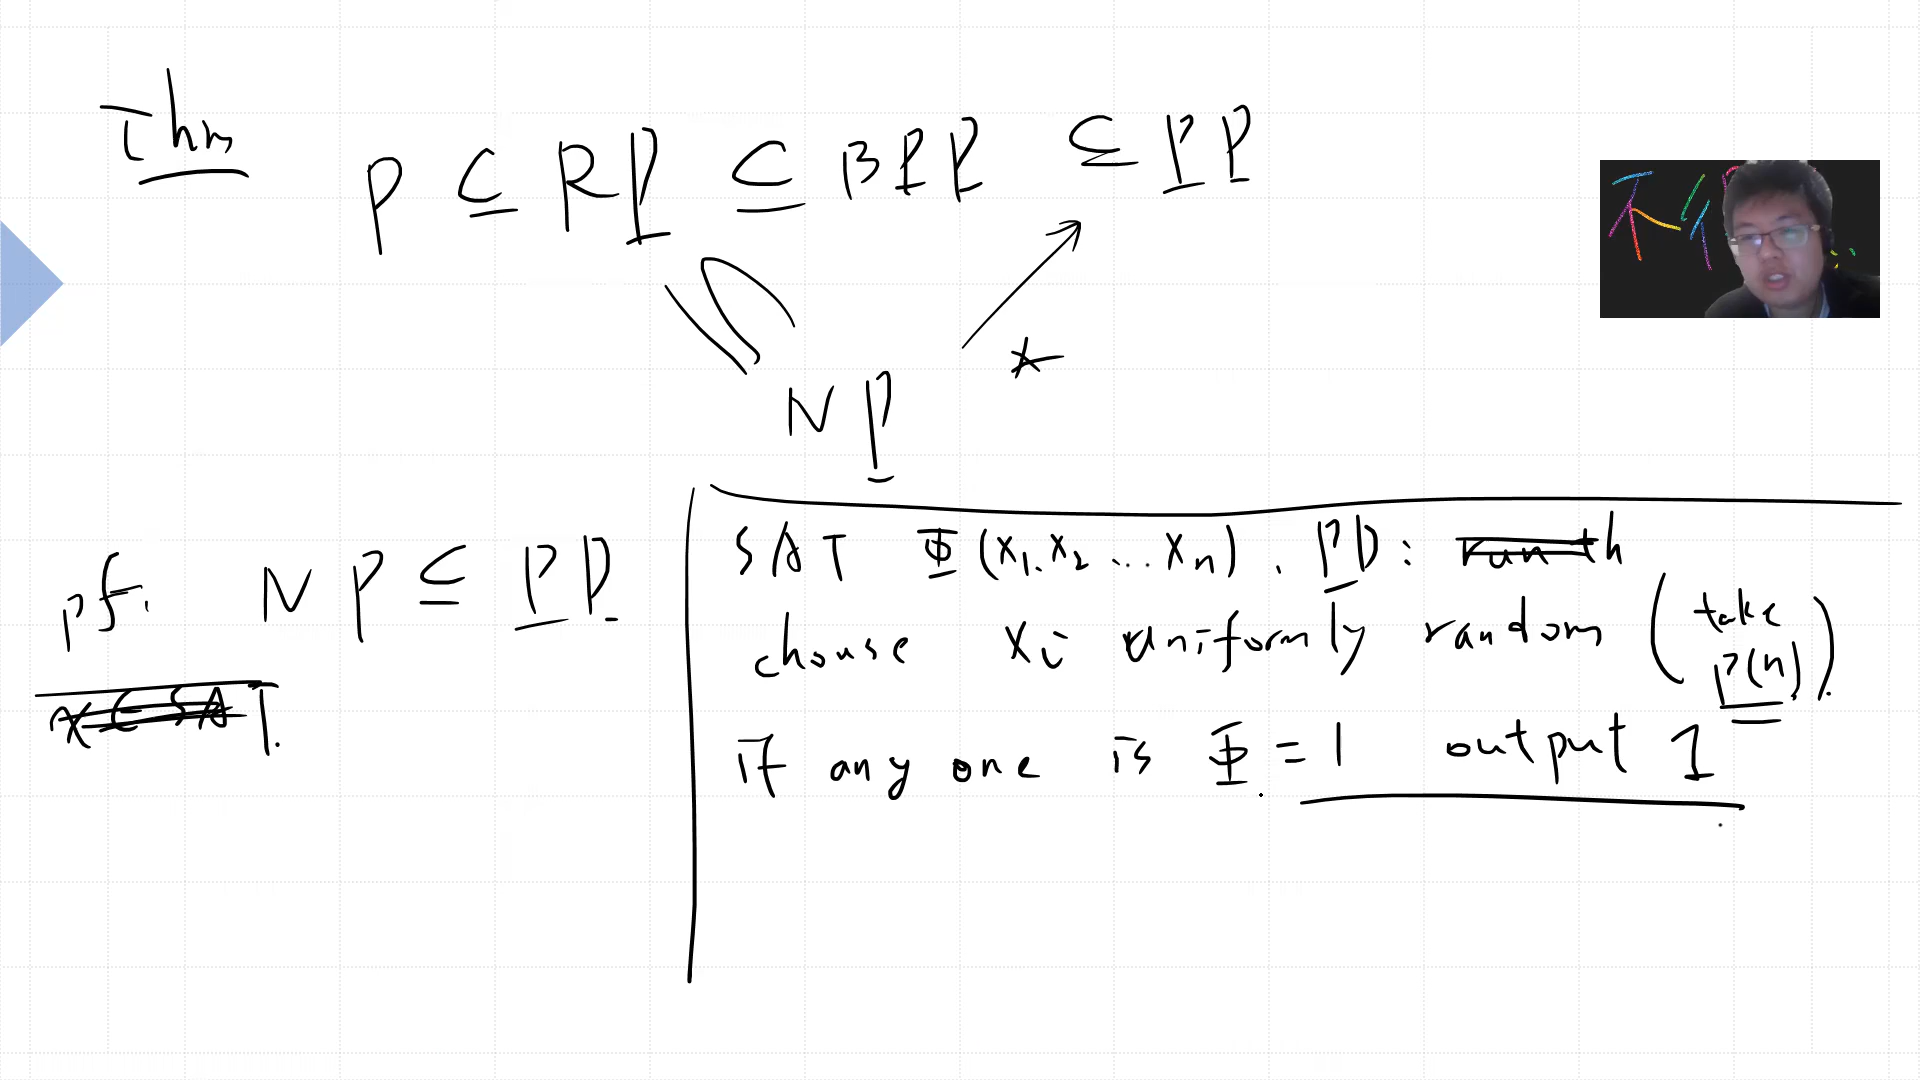 Thm P ⊆ RP ⊆ BPP ⊆ PP
NP *
pf. NP ⊆ PP
x ∈ SAT.
SAT Φ(x1.x2...xn). PP: run th
choose xi uniformly random (take p(n)).
if any one is Φ = 1 output 1